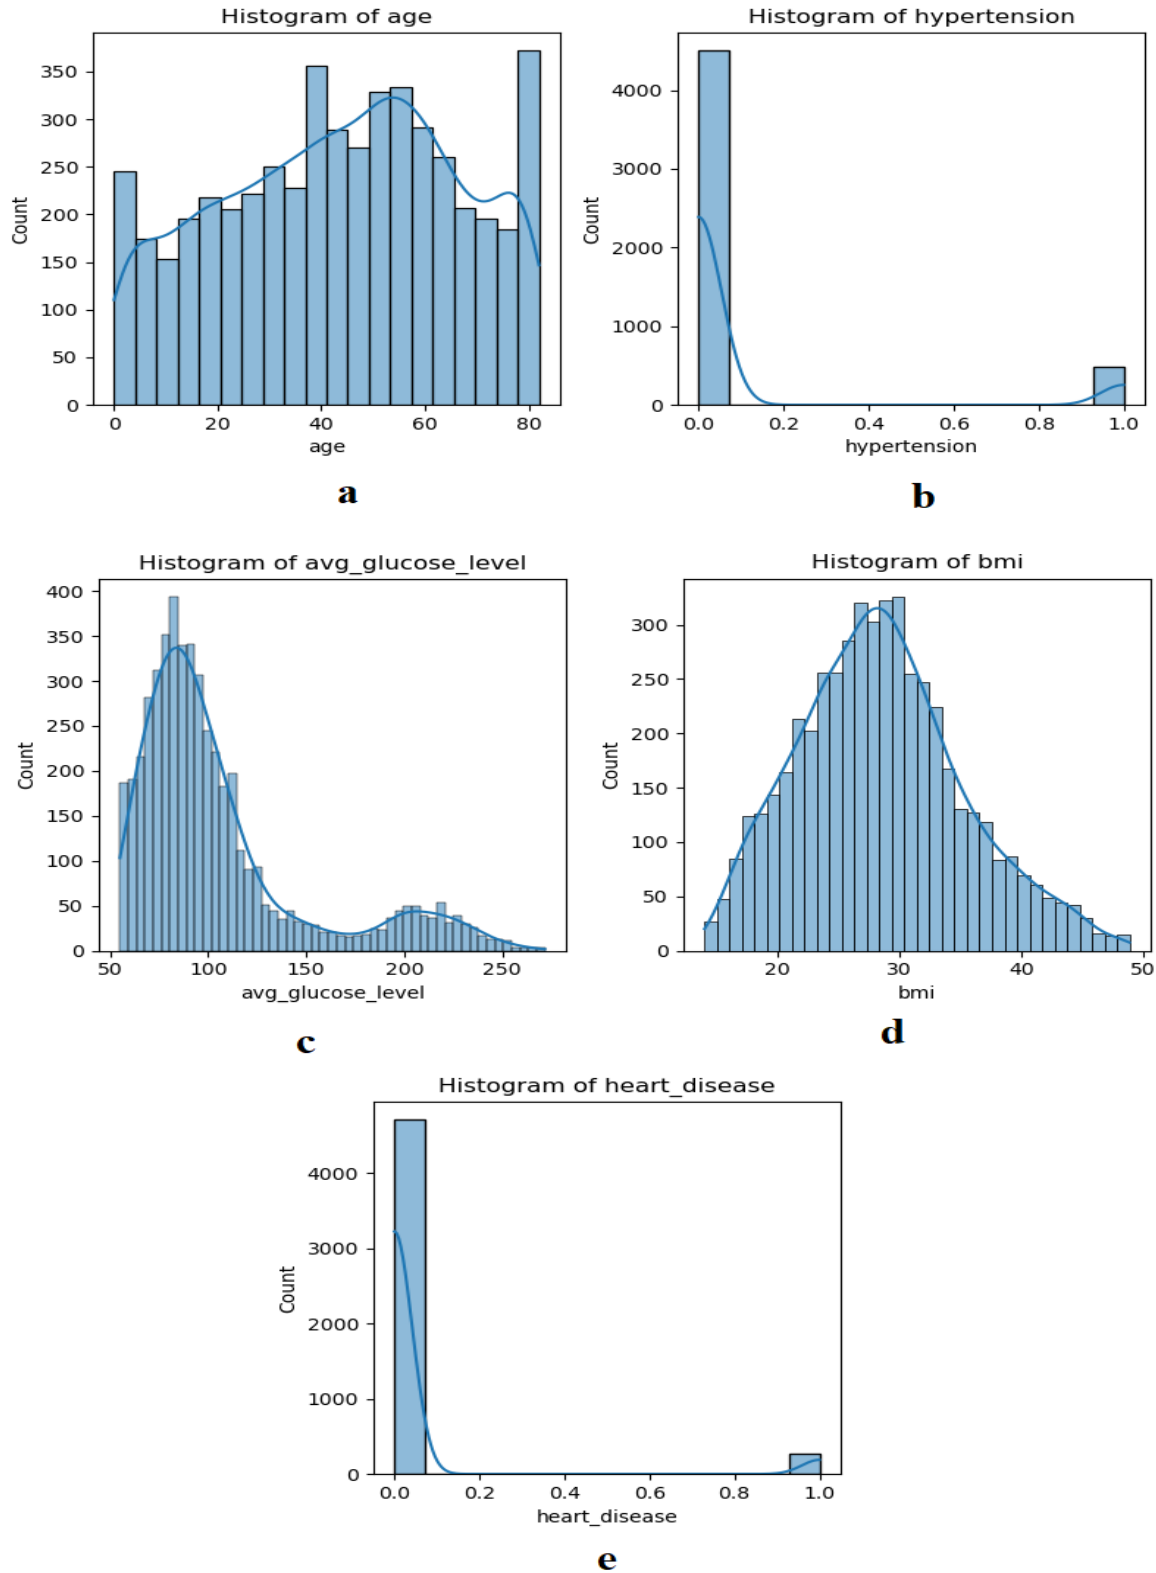 Histogram of age
Count
350
300
250
200
150
100
50
0
0 20 40 60 80
age
a
Histogram of hypertension
Count
4000
3000
2000
1000
0
0.0 0.2 0.4 0.6 0.8 1.0
hypertension
b
Histogram of avg_glucose_level
Count
400
350
300
250
200
150
100
50
0
50 100 150 200 250
avg_glucose_level
c
Histogram of bmi
Count
300
250
200
150
100
50
0
20 30 40 50
bmi
d
Histogram of heart_disease
Count
4000
3000
2000
1000
0
0.0 0.2 0.4 0.6 0.8 1.0
heart_disease
e